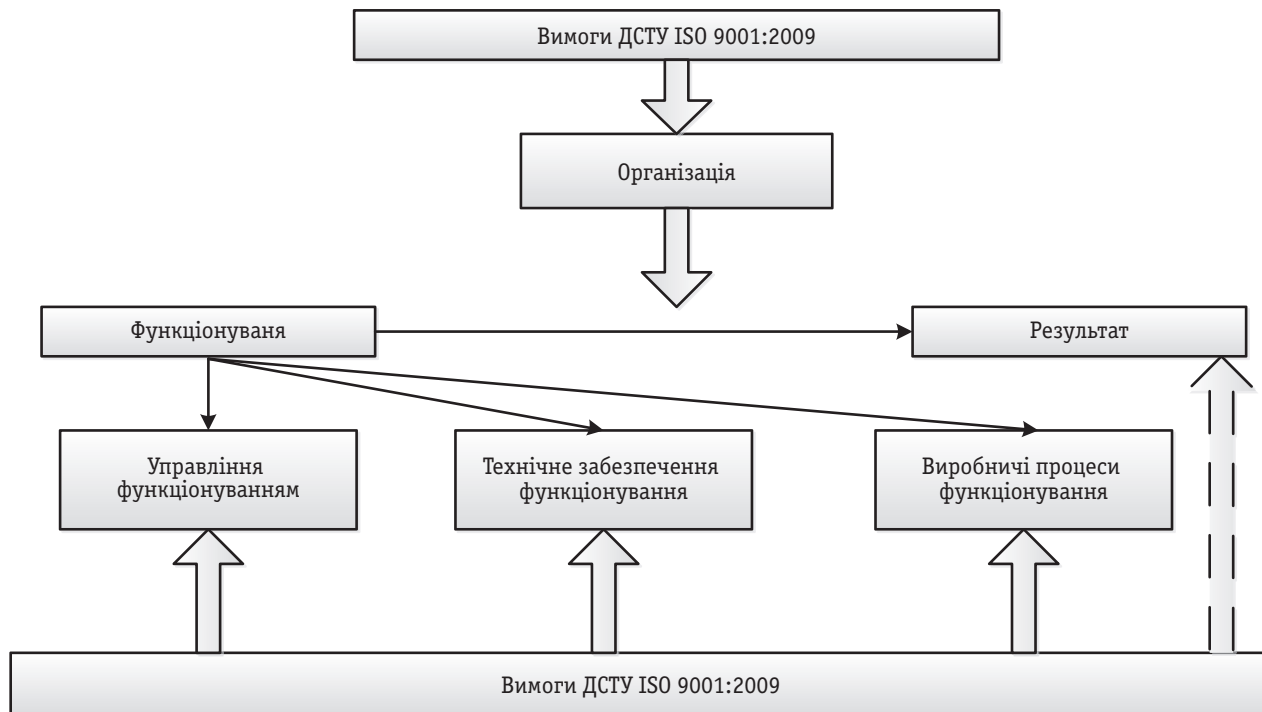 Вимоги ДСТУ ISO 9001:2009
Організація
Функціонуваня
Результат
Управління
функціонуванням
Технічне забезпечення
функціонування
Виробничі процеси
функціонування
Вимоги ДСТУ ISO 9001:2009